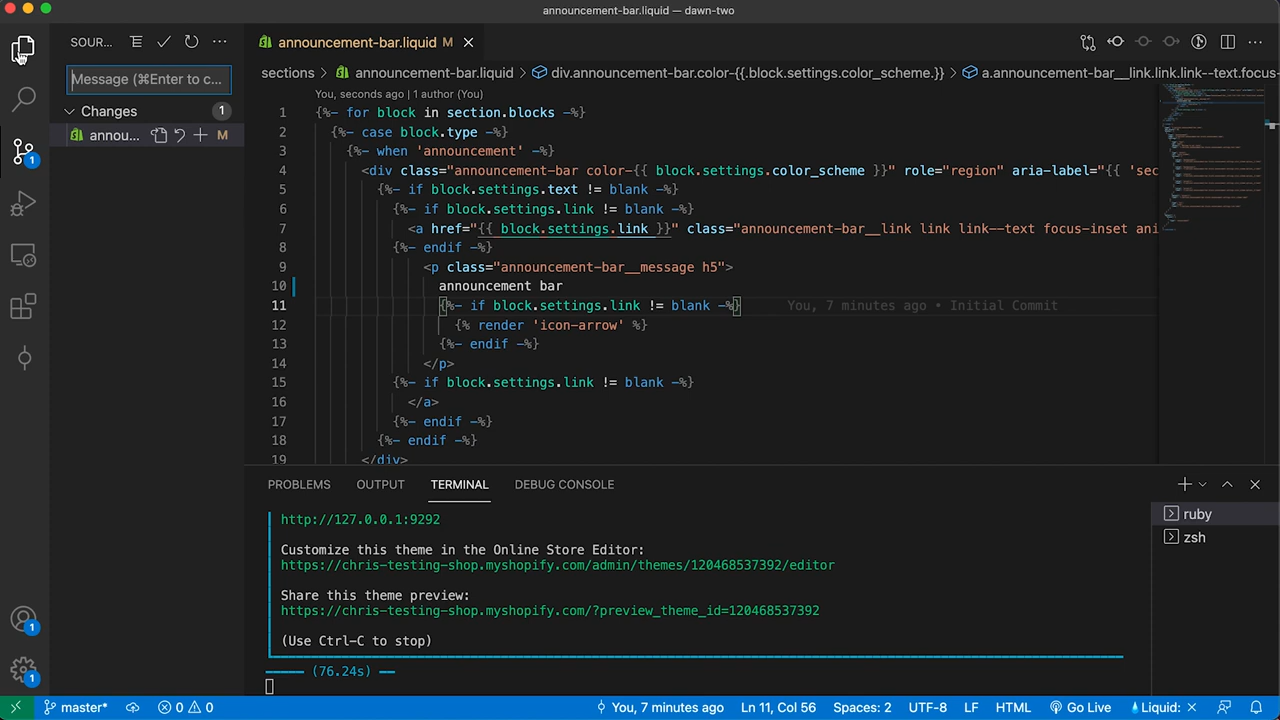 announcement-bar.liquid — dawn-two
SOUR...
Message (⌘Enter to c...
Changes 1
annou... M
announcement-bar.liquid M
sections > announcement-bar.liquid > div.announcement-bar.color-{{.block.settings.color_scheme.}} > a.announcement-bar__link.link.link--text.focus-
You, seconds ago | 1 author (You)
1 {%- for block in section.blocks -%}
2 {%- case block.type -%}
3 {%- when 'announcement' -%}
4 <div class="announcement-bar color-{{ block.settings.color_scheme }}" role="region" aria-label="{{ 'sec
5 {%- if block.settings.text != blank -%}
6 {%- if block.settings.link != blank -%}
7 <a href="{{ block.settings.link }}" class="announcement-bar__link link link--text focus-inset ani
8 {%- endif -%}
9 <p class="announcement-bar__message h5">
10 announcement bar
11 {%- if block.settings.link != blank -%} You, 7 minutes ago • Initial Commit
12 {% render 'icon-arrow' %}
13 {%- endif -%}
14 </p>
15 {%- if block.settings.link != blank -%}
16 </a>
17 {%- endif -%}
18 {%- endif -%}
19 </div>
PROBLEMS OUTPUT TERMINAL DEBUG CONSOLE
http://127.0.0.1:9292
Customize this theme in the Online Store Editor:
https://chris-testing-shop.myshopify.com/admin/themes/120468537392/editor
Share this theme preview:
https://chris-testing-shop.myshopify.com/?preview_theme_id=120468537392
(Use Ctrl-C to stop)
(76.24s)
ruby
zsh
1
1
1
master* 0 0 You, 7 minutes ago Ln 11, Col 56 Spaces: 2 UTF-8 LF HTML Go Live Liquid: